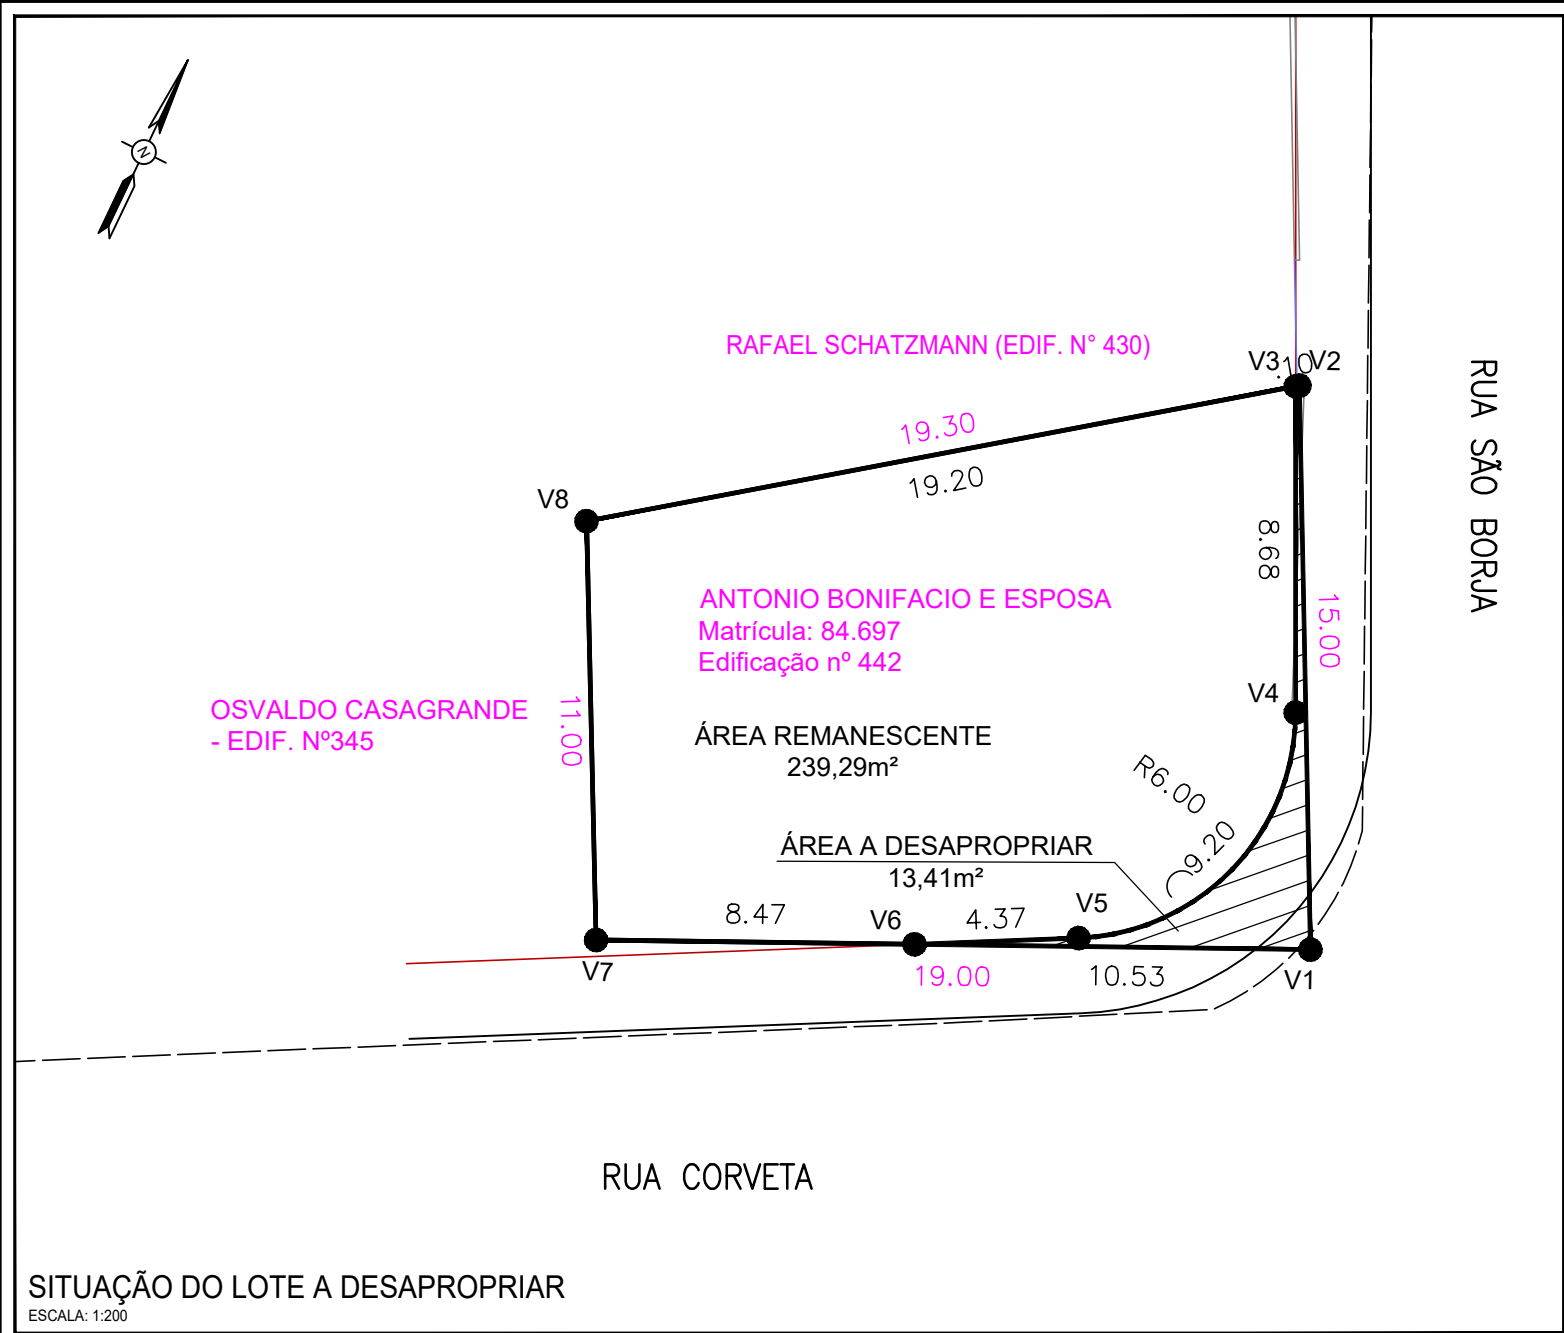 N
RAFAEL SCHATZMANN (EDIF. N° 430)
V3
.10
V2
RUA SÃO BORJA
19.30
19.20
V8
8.68
ANTONIO BONIFACIO E ESPOSA
Matrícula: 84.697
Edificação nº 442
15.00
OSVALDO CASAGRANDE
- EDIF. Nº345
11.00
V4
ÁREA REMANESCENTE
239,29m²
R6.00
9.20
ÁREA A DESAPROPRIAR
13,41m²
8.47
V6
4.37
V5
V7
19.00
10.53
V1
RUA CORVETA
SITUAÇÃO DO LOTE A DESAPROPRIAR
ESCALA: 1:200